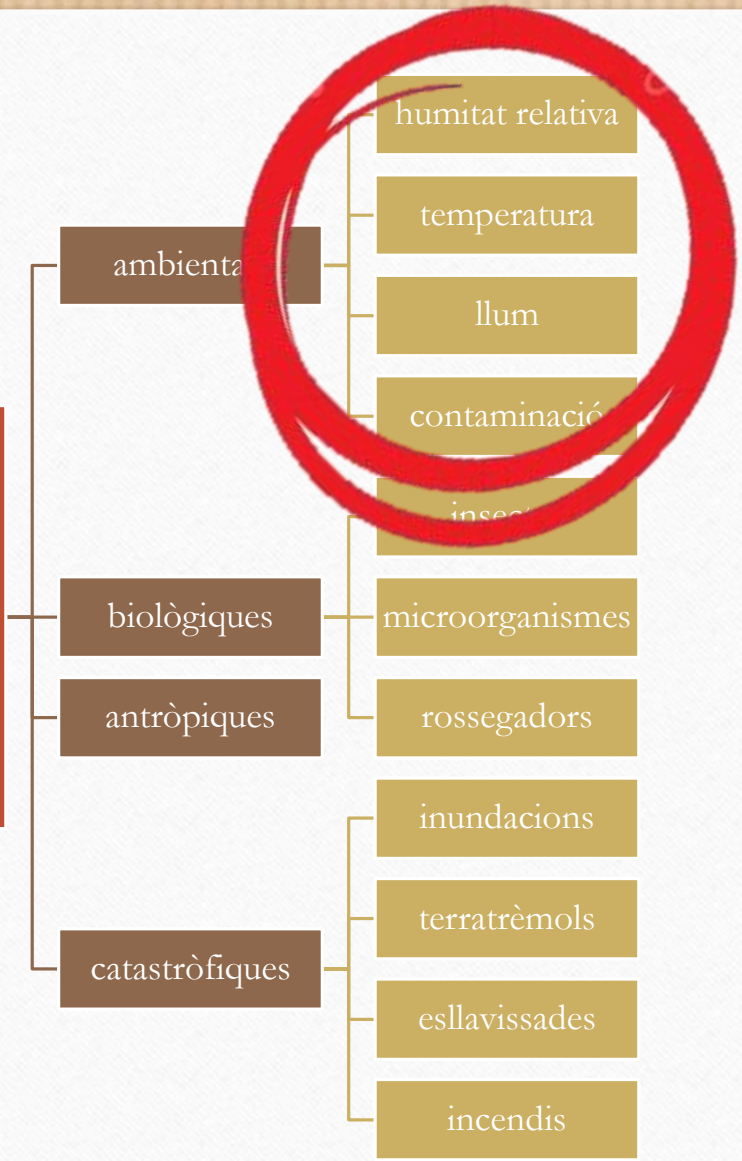 humitat relativa
temperatura
ambienta
llum
contaminació
biològiques
microorganismes
antròpiques
rossegadors
inundacions
terratrèmols
catastròfiques
esllavissades
incendis